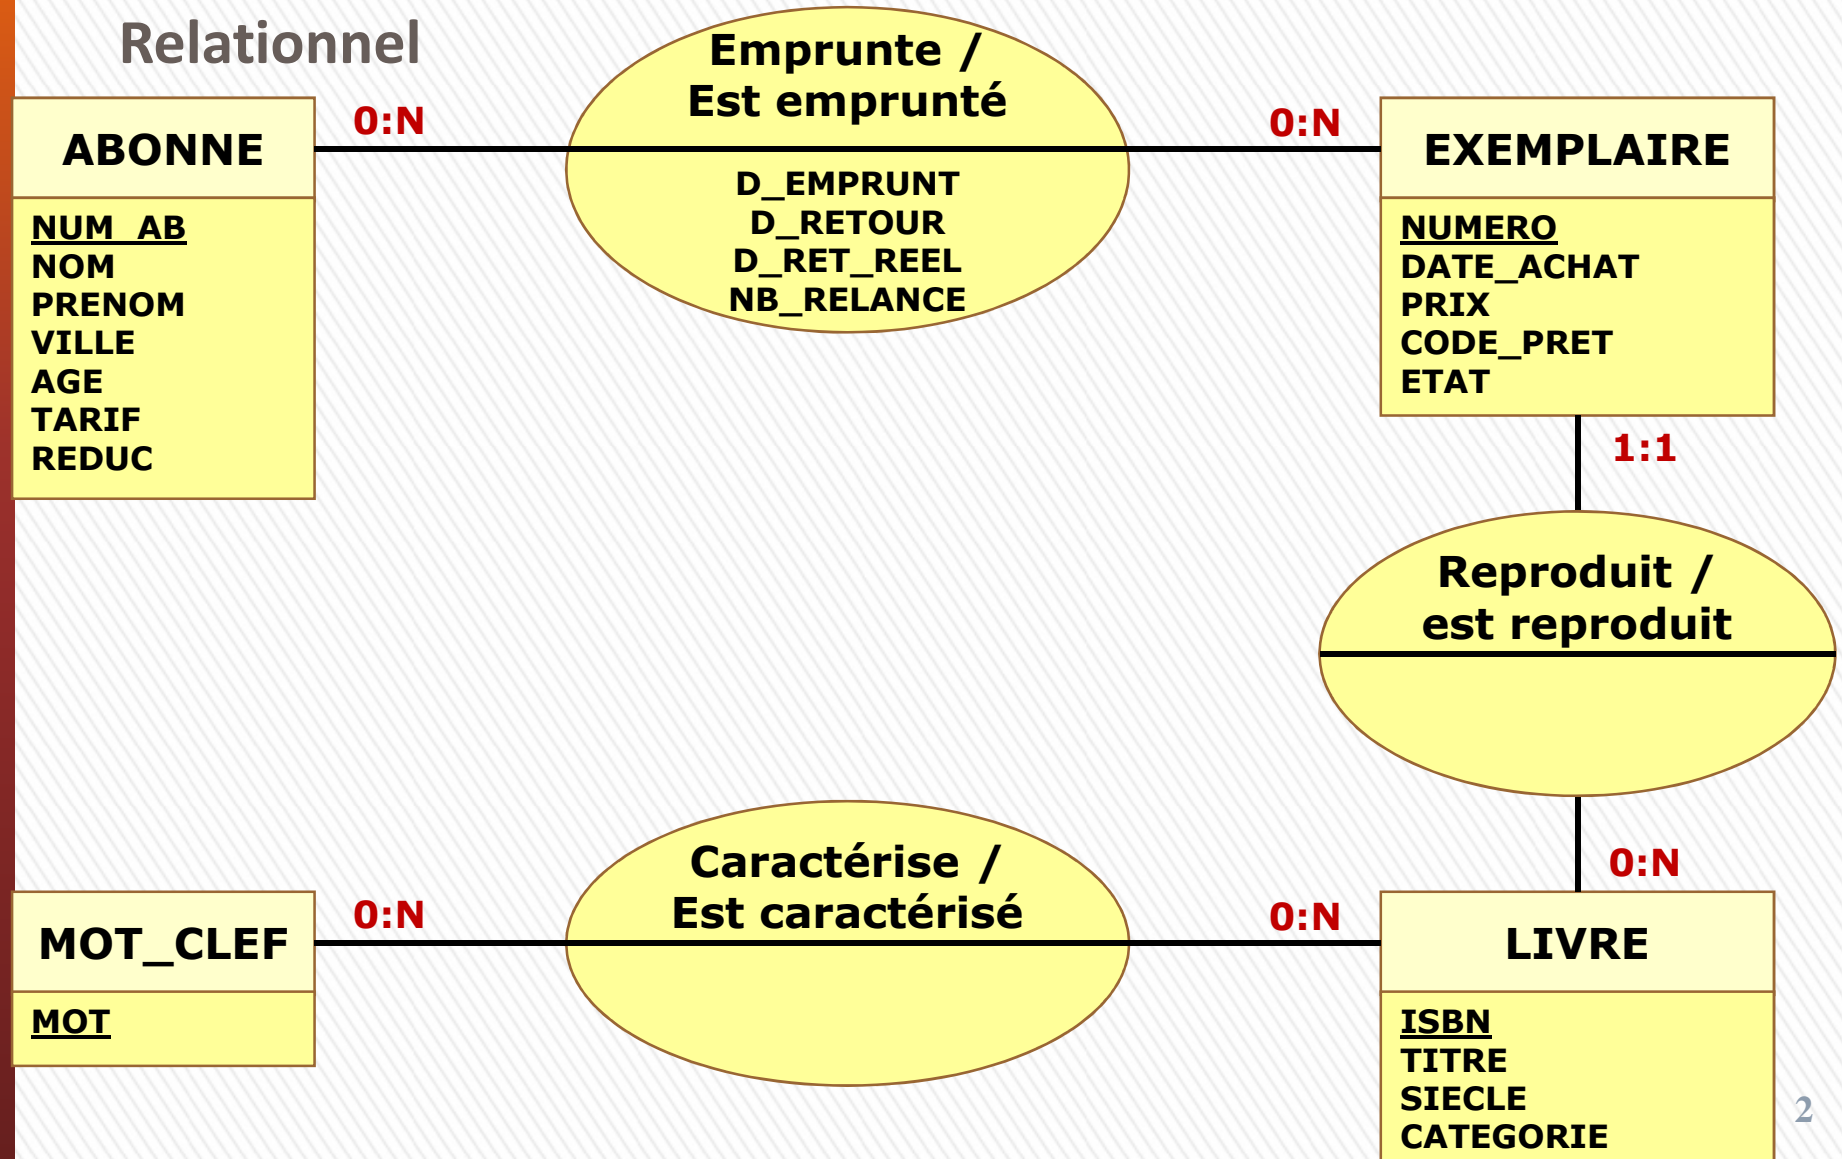 Relationnel
Emprunte /
Est emprunté
D_EMPRUNT
D_RETOUR
D_RET_REEL
NB_RELANCE
0:N
0:N
ABONNE
NUM_AB
NOM
PRENOM
VILLE
AGE
TARIF
REDUC
EXEMPLAIRE
NUMERO
DATE_ACHAT
PRIX
CODE_PRET
ETAT
1:1
Reproduit /
est reproduit
0:N
Caractérise /
Est caractérisé
0:N
0:N
MOT_CLEF
MOT
LIVRE
ISBN
TITRE
SIECLE
CATEGORIE
2